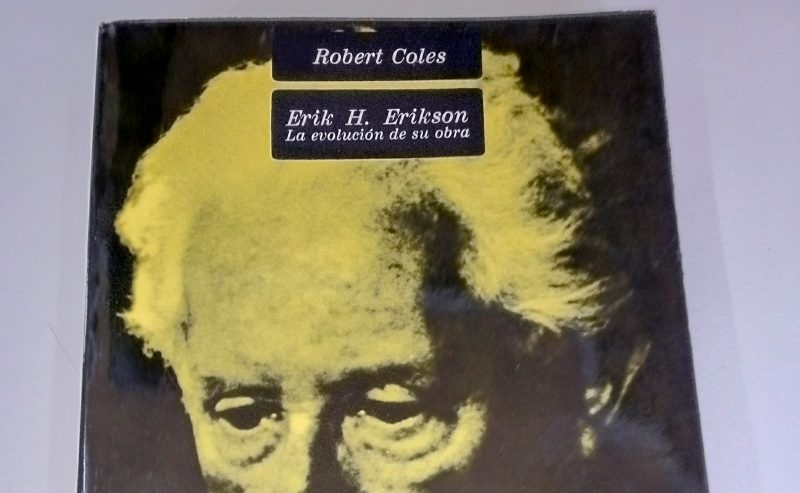 Robert Coles
Erik H. Erikson
La evolución de su obra